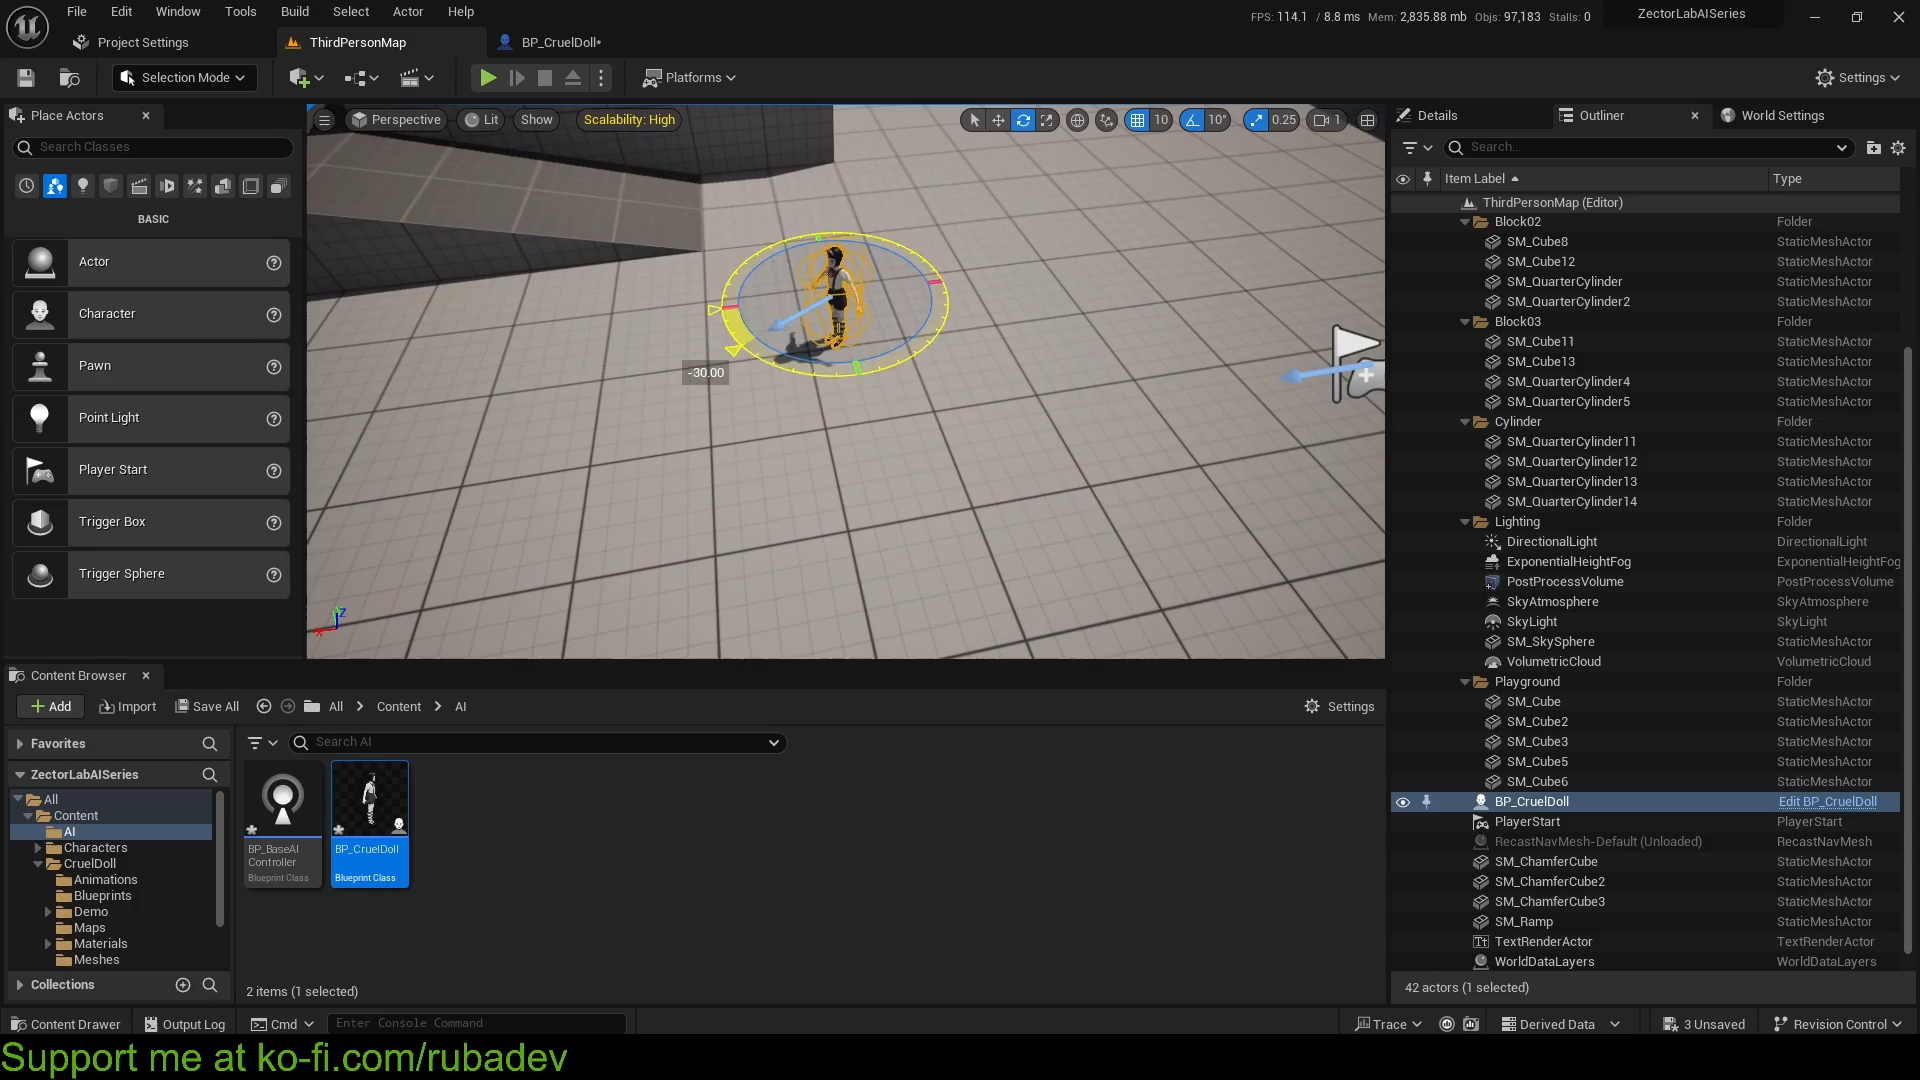 File Edit Window Tools Build Select Actor Help
FPS: 114.1 / 8.8 ms Mem: 2,835.88 mb Objs: 97,183 Stalls: 0
ZectorLabAISeries
Project Settings
ThirdPersonMap
BP_CruelDoll*
Selection Mode
Platforms
Settings
Place Actors
Search Classes
BASIC
Actor
Character
Pawn
Point Light
Player Start
Trigger Box
Trigger Sphere
Perspective
Lit
Show
Scalability: High
10
10°
0.25
1
-30.00
Z
Details
Outliner
World Settings
Search...
Item Label Type
ThirdPersonMap (Editor)
Block02 Folder
SM_Cube8 StaticMeshActor
SM_Cube12 StaticMeshActor
SM_QuarterCylinder StaticMeshActor
SM_QuarterCylinder2 StaticMeshActor
Block03 Folder
SM_Cube11 StaticMeshActor
SM_Cube13 StaticMeshActor
SM_QuarterCylinder4 StaticMeshActor
SM_QuarterCylinder5 StaticMeshActor
Cylinder Folder
SM_QuarterCylinder11 StaticMeshActor
SM_QuarterCylinder12 StaticMeshActor
SM_QuarterCylinder13 StaticMeshActor
SM_QuarterCylinder14 StaticMeshActor
Lighting Folder
DirectionalLight DirectionalLight
ExponentialHeightFog ExponentialHeightFog
PostProcessVolume PostProcessVolume
SkyAtmosphere SkyAtmosphere
SkyLight SkyLight
SM_SkySphere StaticMeshActor
VolumetricCloud VolumetricCloud
Playground Folder
SM_Cube StaticMeshActor
SM_Cube2 StaticMeshActor
SM_Cube3 StaticMeshActor
SM_Cube5 StaticMeshActor
SM_Cube6 StaticMeshActor
BP_CruelDoll Edit BP_CruelDoll
PlayerStart PlayerStart
RecastNavMesh-Default (Unloaded) RecastNavMesh
SM_ChamferCube StaticMeshActor
SM_ChamferCube2 StaticMeshActor
SM_ChamferCube3 StaticMeshActor
SM_Ramp StaticMeshActor
TextRenderActor TextRenderActor
WorldDataLayers WorldDataLayers
42 actors (1 selected)
Content Browser
Add
Import
Save All
All
Content
AI
Settings
Favorites
ZectorLabAISeries
All
Content
AI
Characters
CruelDoll
Animations
Blueprints
Demo
Maps
Materials
Meshes
Collections
Search AI
BP_BaseAI
Controller
Blueprint Class
BP_CruelDoll
Blueprint Class
2 items (1 selected)
Content Drawer
Output Log
Cmd
Enter Console Command
Trace
Derived Data
3 Unsaved
Revision Control
Support me at ko-fi.com/rubadev